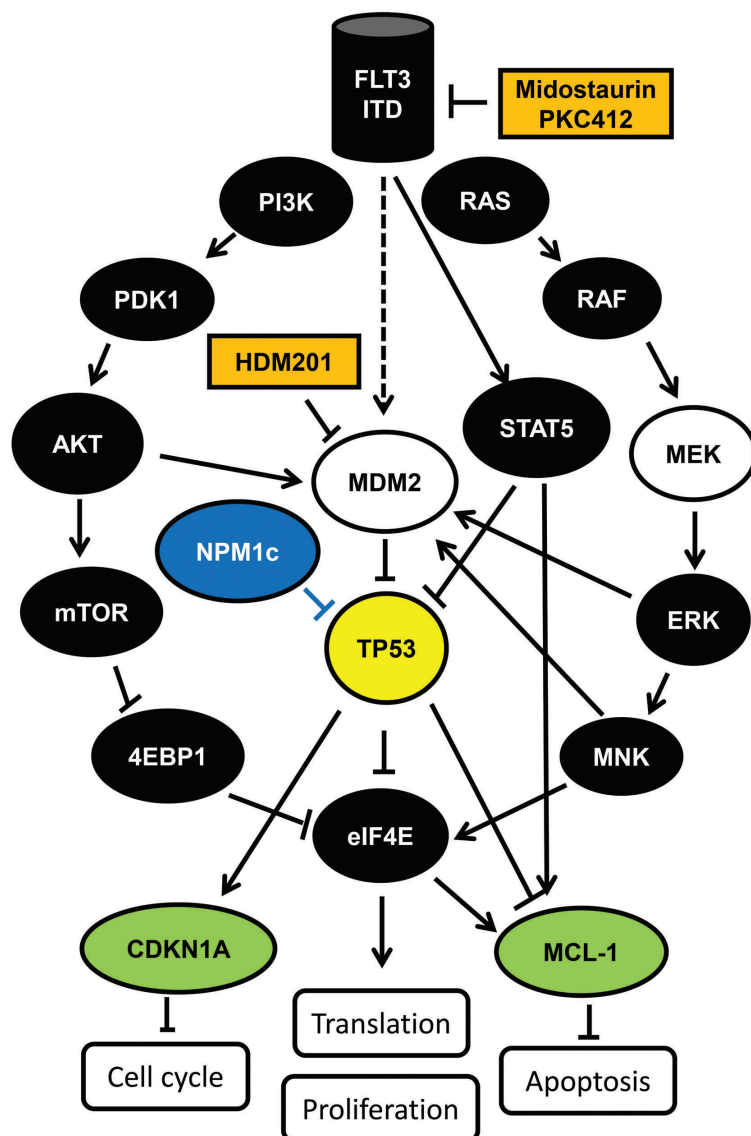 FLT3
ITD
Midostaurin
PKC412
PI3K
RAS
PDK1
RAF
HDM201
AKT
STAT5
MEK
MDM2
NPM1c
mTOR
ERK
TP53
4EBP1
MNK
eIF4E
CDKN1A
MCL-1
Translation
Cell cycle
Apoptosis
Proliferation